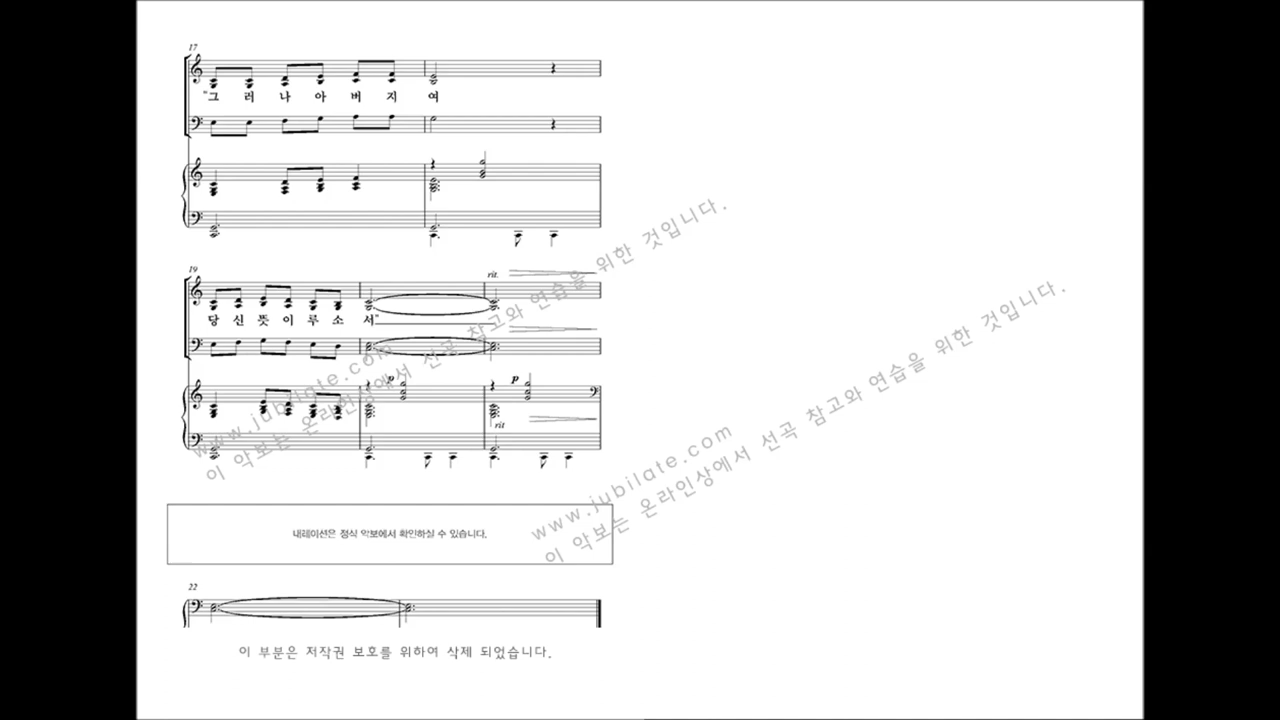 17
"그 러 나 아 버 지 여
19
rit.
당 신 뜻 이 루 소 서"
p
p
rit
www.jubilate.com
이 악보는 온라인상에서 선곡 참고와 연습을 위한 것입니다.
www.jubilate.com
이 악보는 온라인상에서 선곡 참고와 연습을 위한 것입니다.
내레이션은 정식 악보에서 확인하실 수 있습니다.
22
이 부분은 저작권 보호를 위하여 삭제 되었습니다.